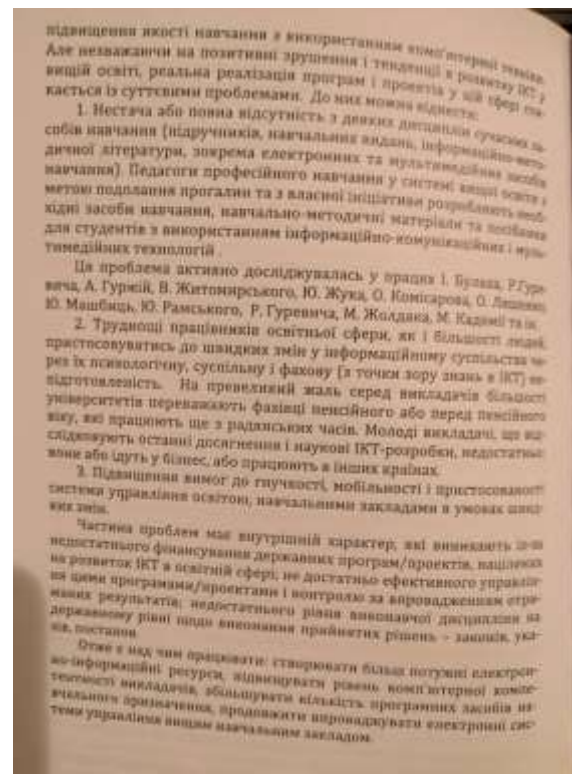 підвищення якості навчання з використанням комп'ютерної техніки.
Але незважаючи на позитивні зрушення і тенденції в розвитку ІКТ у
вищій освіті, реальна реалізація програм і проектів у цій сфері сти-
кається із суттєвими проблемами. До них можна віднести:
1. Нестача або повна відсутність з деяких дисциплін сучасних за-
собів навчання (підручників, навчальних видань, інформаційно-мето-
дичної літератури, зокрема електронних та мультимедійних засобів
навчання). Педагоги професійного навчання у системі вищої освіти з
метою подолання прогалин та з власної ініціативи розробляють необ-
хідні засоби навчання, навчально-методичні матеріали та посібники
для студентів з використанням інформаційно-комунікаційних і муль-
тимедійних технологій .
Ця проблема активно досліджувалась у працях І. Булаха, Р.Гуре-
вича, А. Гуржій, В. Житомирського, Ю. Жука, О. Комісарова, О.
Ю. Машбиць, Ю. Рамського, Р. Гуревича, М. Жалдака, М. Кадемії та ін.
2. Труднощі працівників освітньої сфери, як і більшості людей,
пристосовуватись до швидких змін у інформаційному суспільстві че-
рез їх психологічну, суспільну і фахову (з точки зору знань в ІКТ) не-
підготовленість. На превеликий жаль серед викладачів більшості
університетів переважають фахівці пенсійного або перед пенсійного
віку, які працюють ще з радянських часів. Молоді викладачі, що від-
слідковують останні досягнення і наукові ІКТ-розробки, недостатньо
вони або ідуть у бізнес, або працюють в інших країнах.
3. Підвищення вимог до гнучкості, мобільності і пристосованості
системи управління освітою, навчальними закладами в умовах швид-
ких змін.
Частина проблем має внутрішній характер, які виникають із-за
недостатнього фінансування державних програм/проектів, націлених
на розвиток ІКТ в освітній сфері, не достатньо ефективного управлін-
ня цими програмами/проектами і контролю за впровадженням отри-
маних результатів; недостатнього рівня виконавчої дисципліни на
державному рівні щодо виконання прийнятих рішень – законів, ука-
зів, постанов.
Отже є над чим працювати: створювати більш потужні електрон-
но-інформаційні ресурси, підвищувати рівень комп'ютерної компе-
тентності викладачів, збільшувати кількість програмних засобів на-
вчального призначення, продовжити впроваджувати електронні сис-
теми управління вищим навчальним закладом.